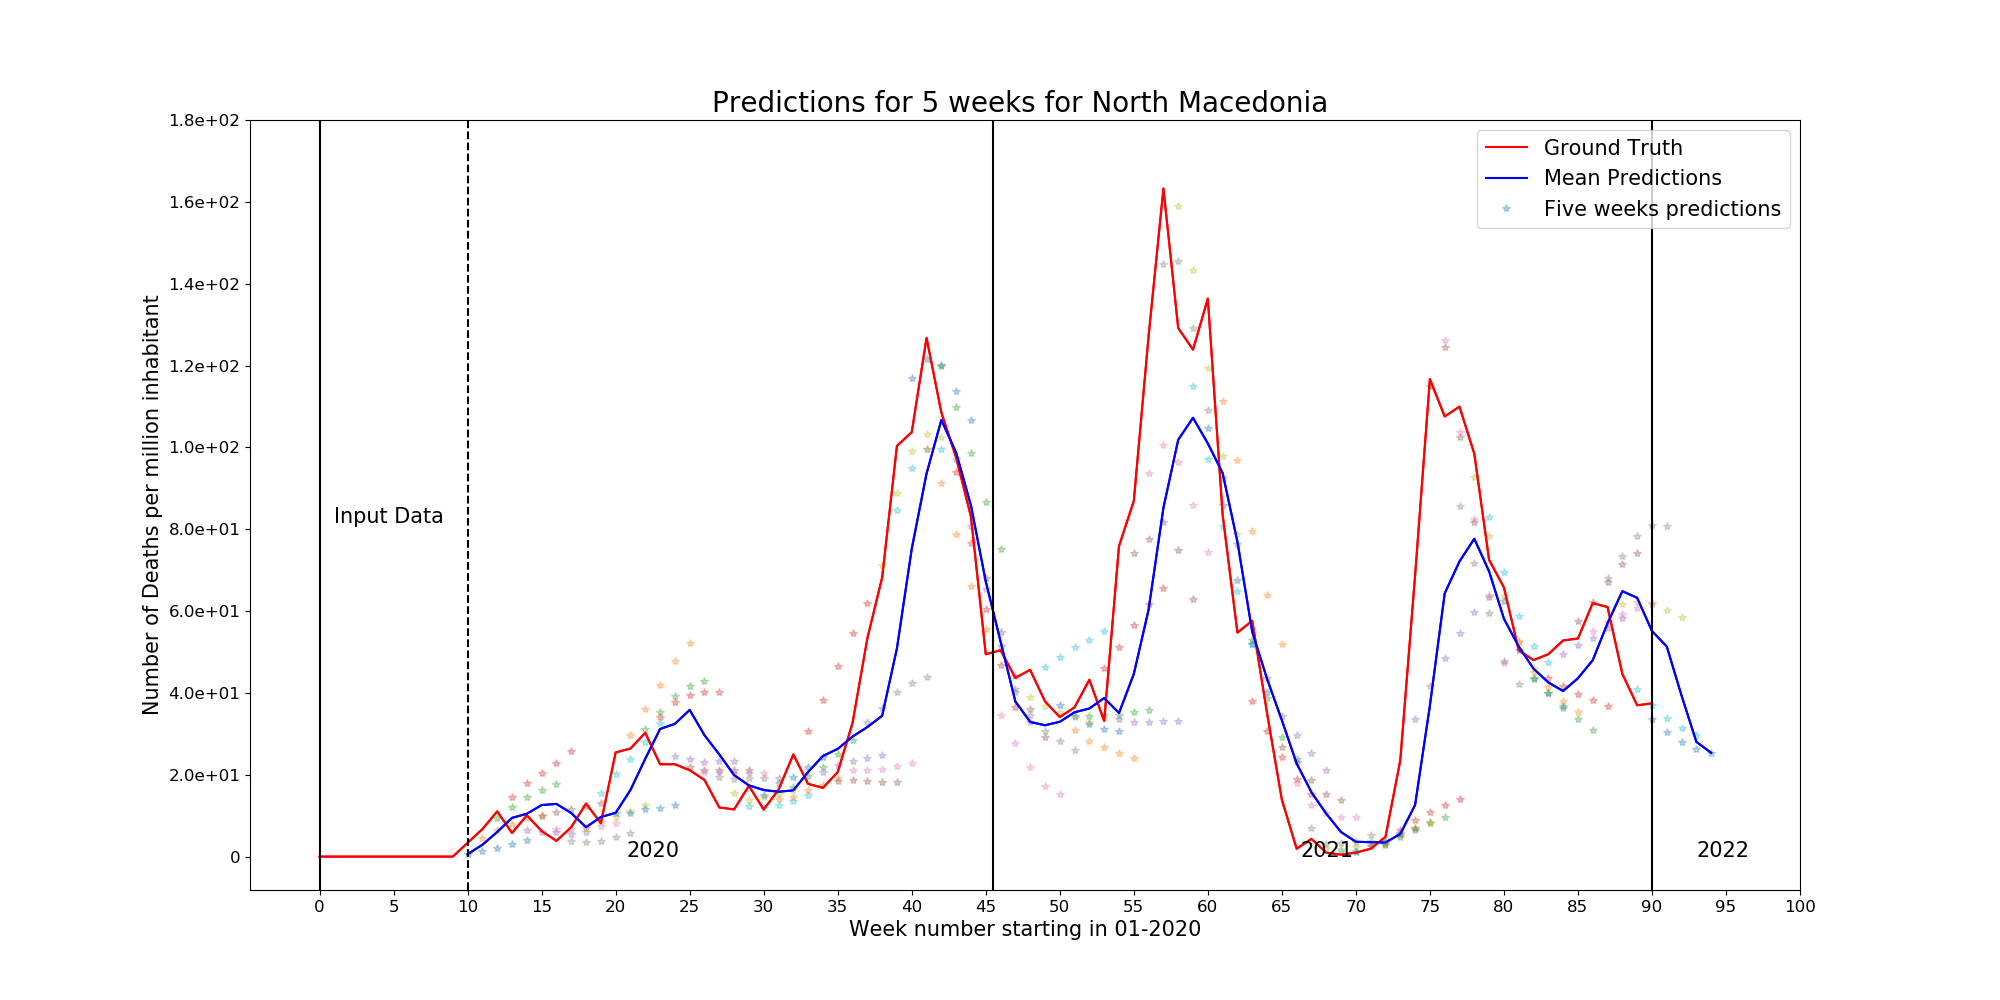 Predictions for 5 weeks for North Macedonia
1.8e+02
1.6e+02
1.4e+02
1.2e+02
1.0e+02
8.0e+01
6.0e+01
4.0e+01
2.0e+01
0
Number of Deaths per million inhabitant
Ground Truth
Mean Predictions
Five weeks predictions
Input Data
2020
2021
2022
0 5 10 15 20 25 30 35 40 45 50 55 60 65 70 75 80 85 90 95 100
Week number starting in 01-2020